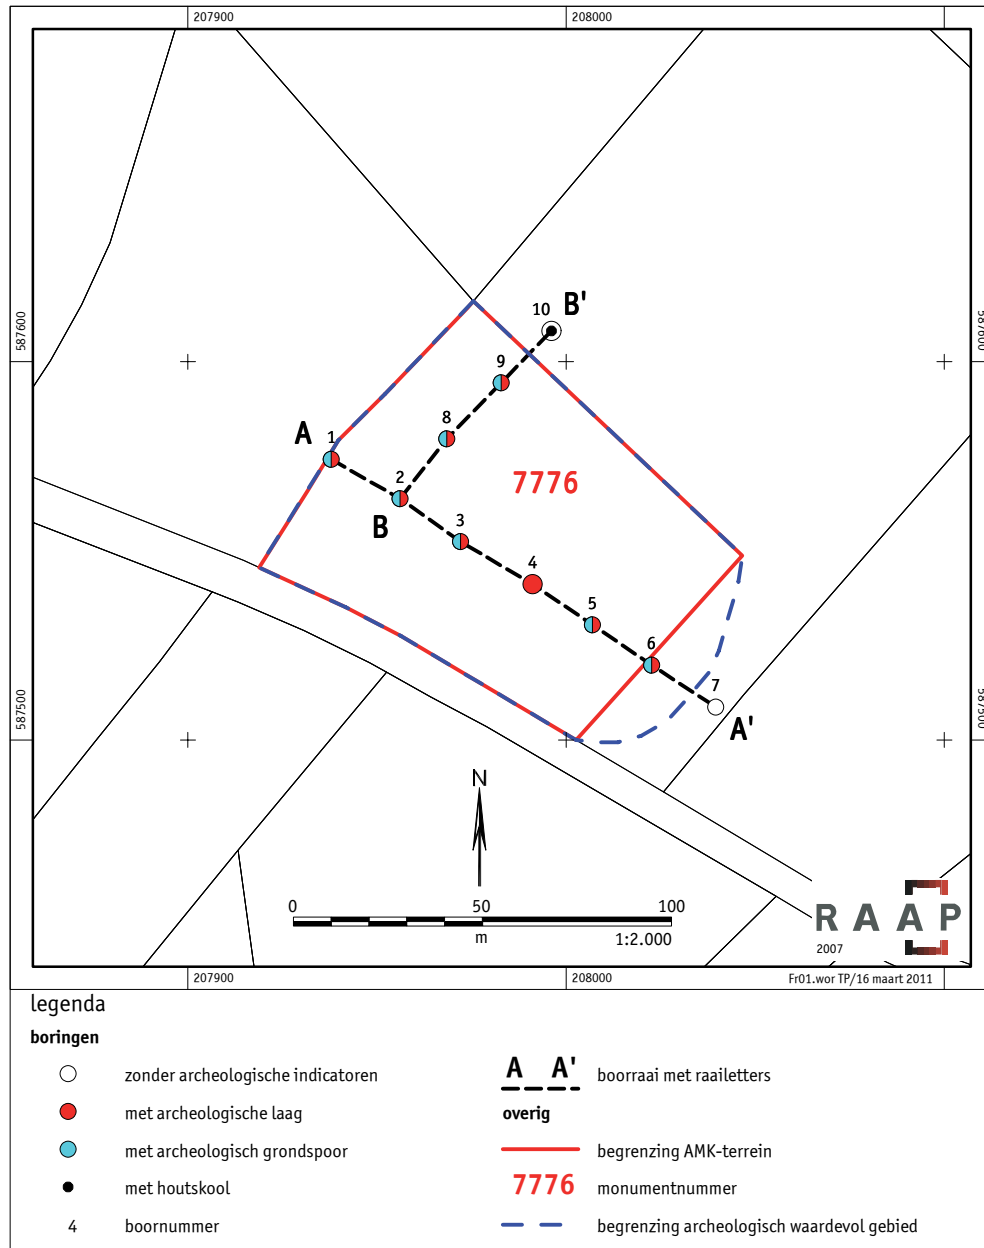 207900 208000
587600
587600
10 B'
9
8
A 1
2
B
7776
3
4
5
6
7
A'
587500
587500
N
0 50 100
m 1:2.000
RAAP
2007
207900 208000
Fr01.wor TP/16 maart 2011
legenda
boringen
zonder archeologische indicatoren
met archeologische laag
met archeologisch grondspoor
met houtskool
4 boornummer
A A' boorraai met raailetters
overig
begrenzing AMK-terrein
7776 monumentnummer
begrenzing archeologisch waardevol gebied